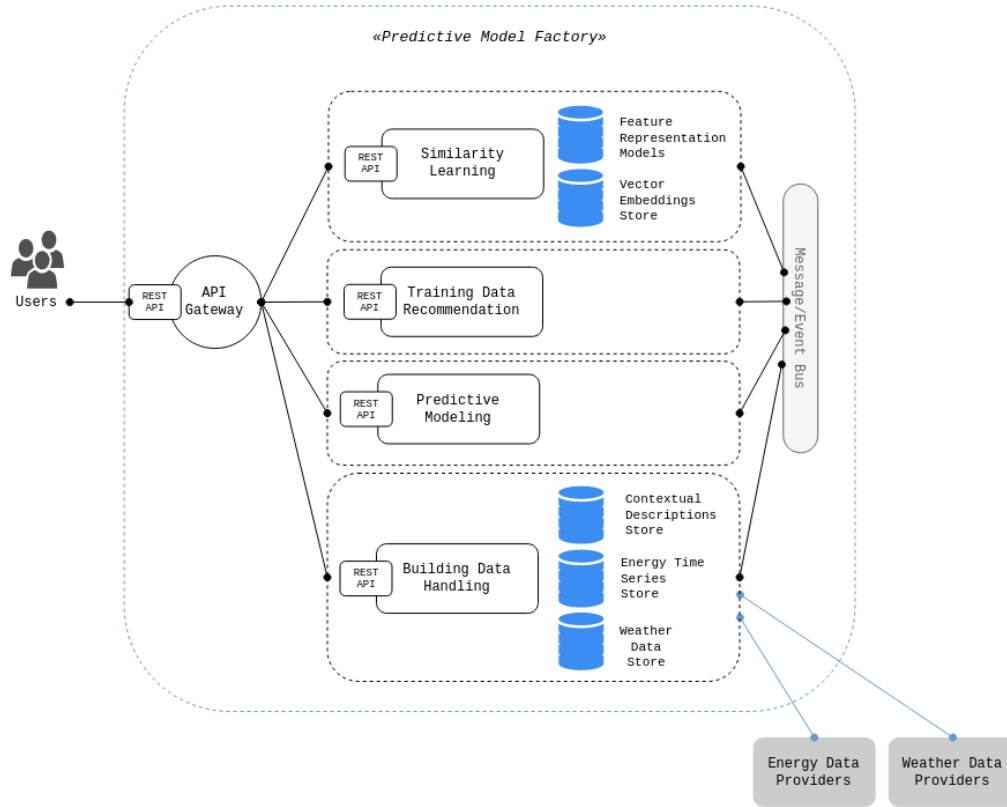 «Predictive Model Factory»
REST
API
Similarity
Learning
Feature
Representation
Models
Vector
Embeddings
Store
Users
REST
API
API
Gateway
REST
API
Training Data
Recommendation
Message/Event Bus
REST
API
Predictive
Modeling
REST
API
Building Data
Handling
Contextual
Descriptions
Store
Energy Time
Series
Store
Weather
Data
Store
Energy Data
Providers
Weather Data
Providers